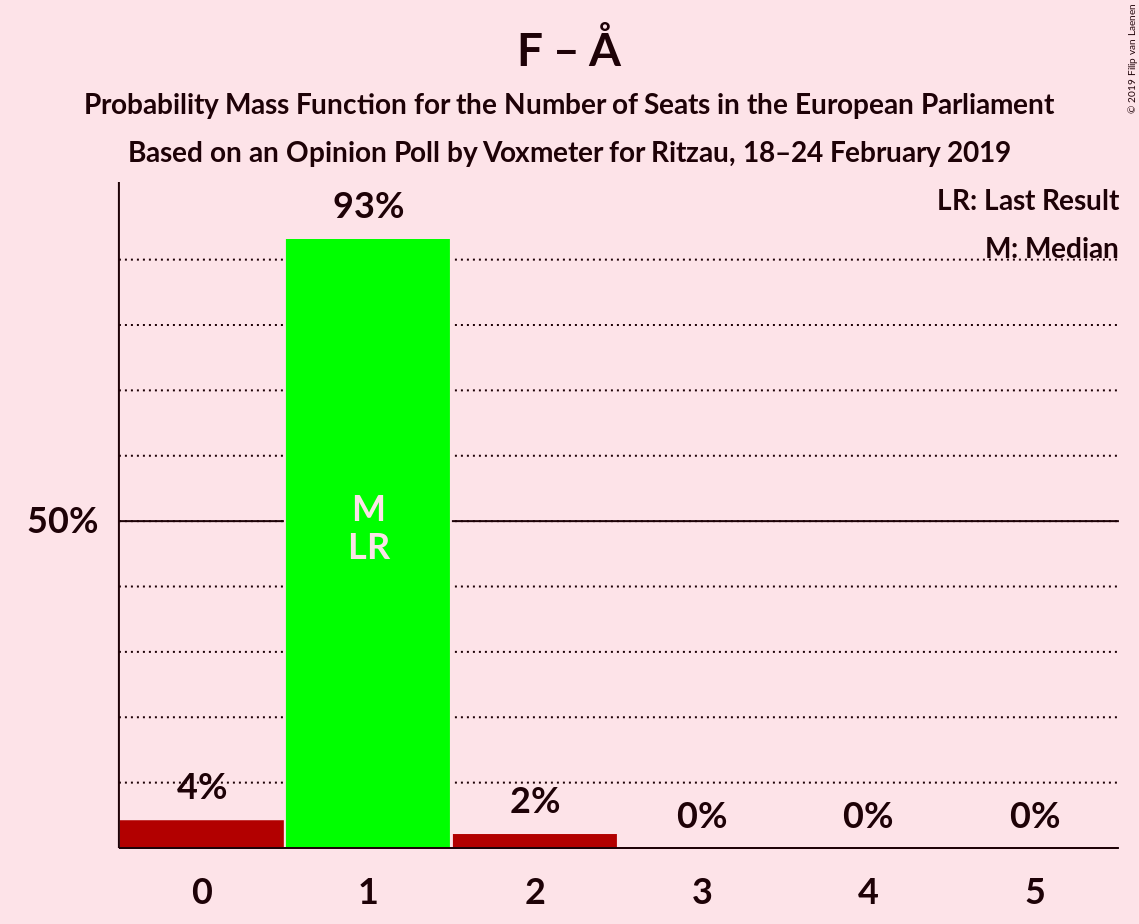 F – Å
Probability Mass Function for the Number of Seats in the European Parliament
Based on an Opinion Poll by Voxmeter for Ritzau, 18–24 February 2019
© 2019 Filip van Laenen
LR: Last Result
M: Median
93%
50%
M
LR
4%
2%
0%
0%
0%
0
1
2
3
4
5